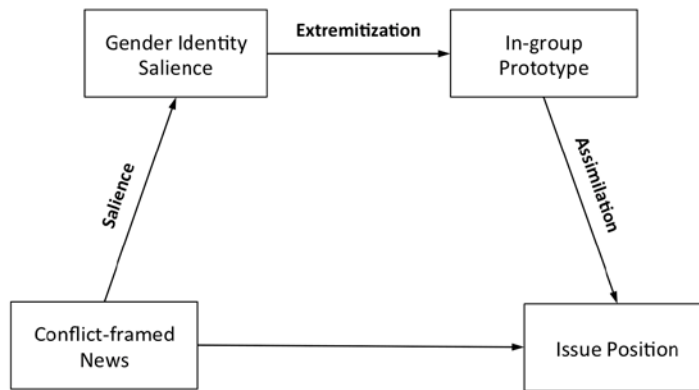 Gender Identity
Salience
Extremitization
In-group
Prototype
Salience
Assimilation
Conflict-framed
News
Issue Position